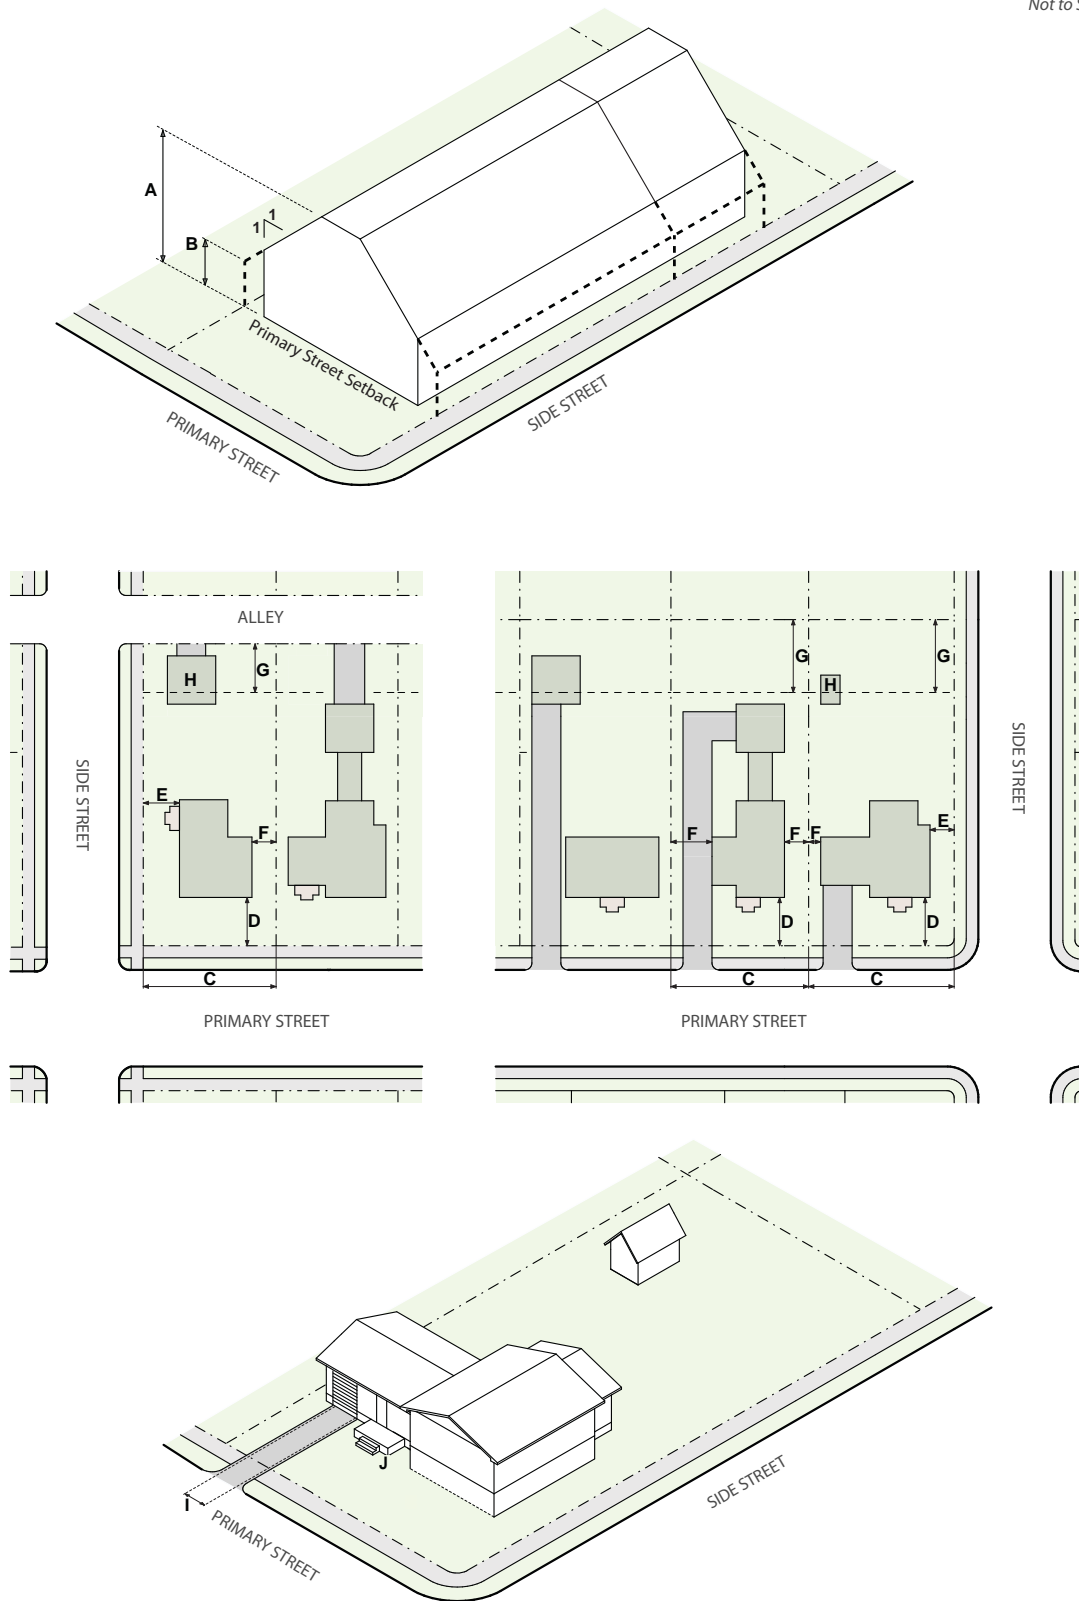 Not to S
A
1
1
B
Primary Street Setback
PRIMARY STREET
SIDE STREET
ALLEY
G
H
E
F
D
C
SIDE STREET
PRIMARY STREET
G
G
H
F
F
F
E
D
D
C
C
SIDE STREET
PRIMARY STREET
J
I
PRIMARY STREET
SIDE STREET